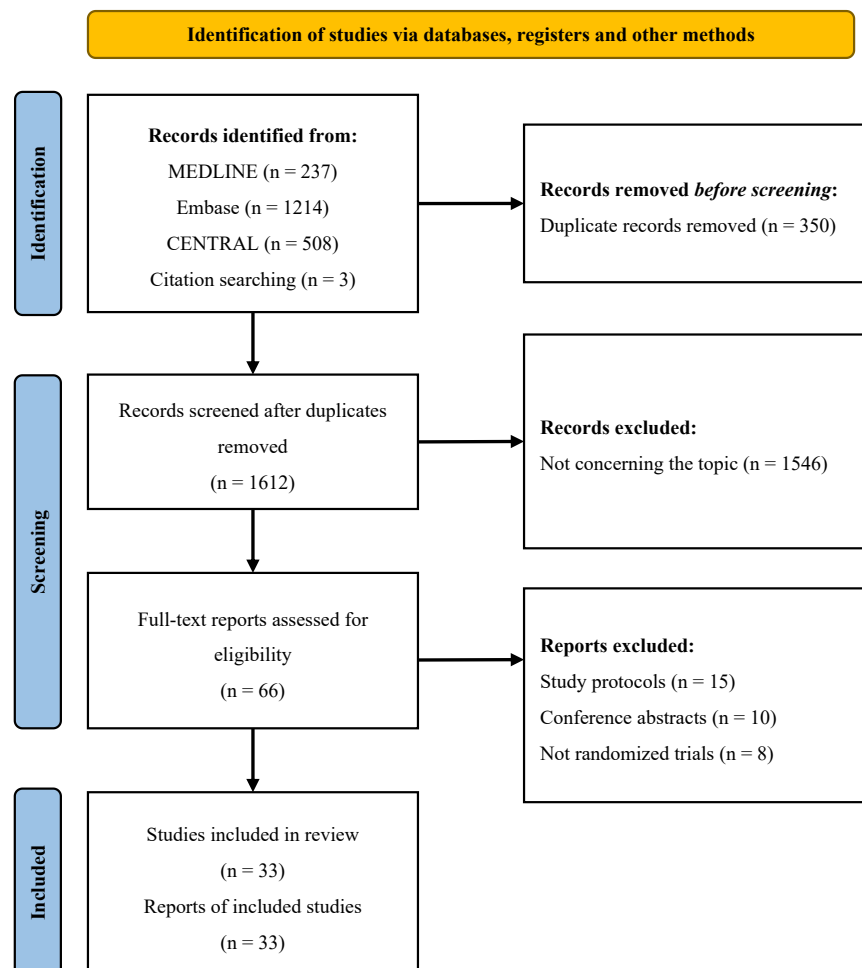 Identification of studies via databases, registers and other methods
Identification
Records identified from:
MEDLINE (n = 237)
Embase (n = 1214)
CENTRAL (n = 508)
Citation searching (n = 3)
Records removed before screening:
Duplicate records removed (n = 350)
Screening
Records screened after duplicates
removed
(n = 1612)
Records excluded:
Not concerning the topic (n = 1546)
Full-text reports assessed for
eligibility
(n = 66)
Reports excluded:
Study protocols (n = 15)
Conference abstracts (n = 10)
Not randomized trials (n = 8)
Included
Studies included in review
(n = 33)
Reports of included studies
(n = 33)